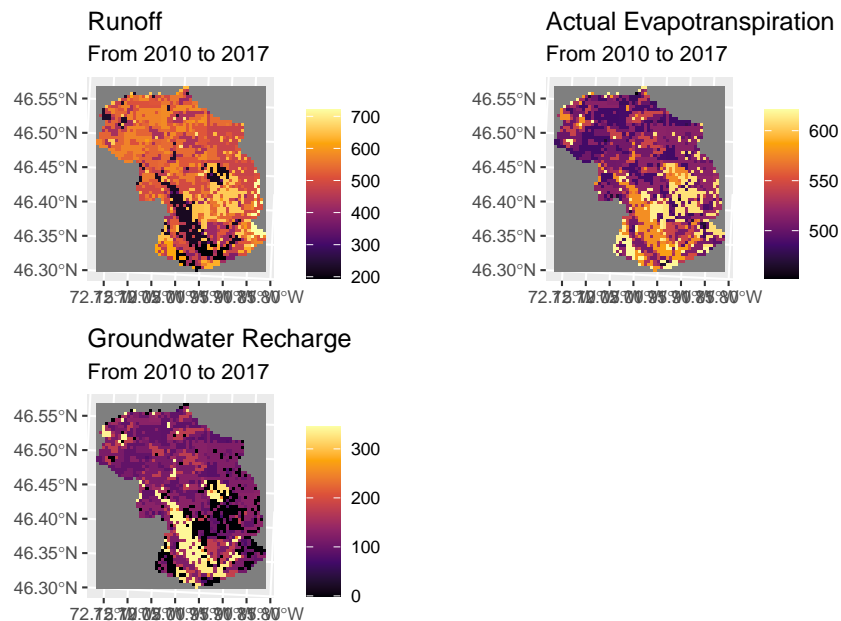 Runoff
From 2010 to 2017
46.55°N
46.50°N
46.45°N
46.40°N
46.35°N
46.30°N
700
600
500
400
300
200
Actual Evapotranspiration
From 2010 to 2017
46.55°N
46.50°N
46.45°N
46.40°N
46.35°N
46.30°N
600
550
500
Groundwater Recharge
From 2010 to 2017
46.55°N
46.50°N
46.45°N
46.40°N
46.35°N
46.30°N
300
200
100
0